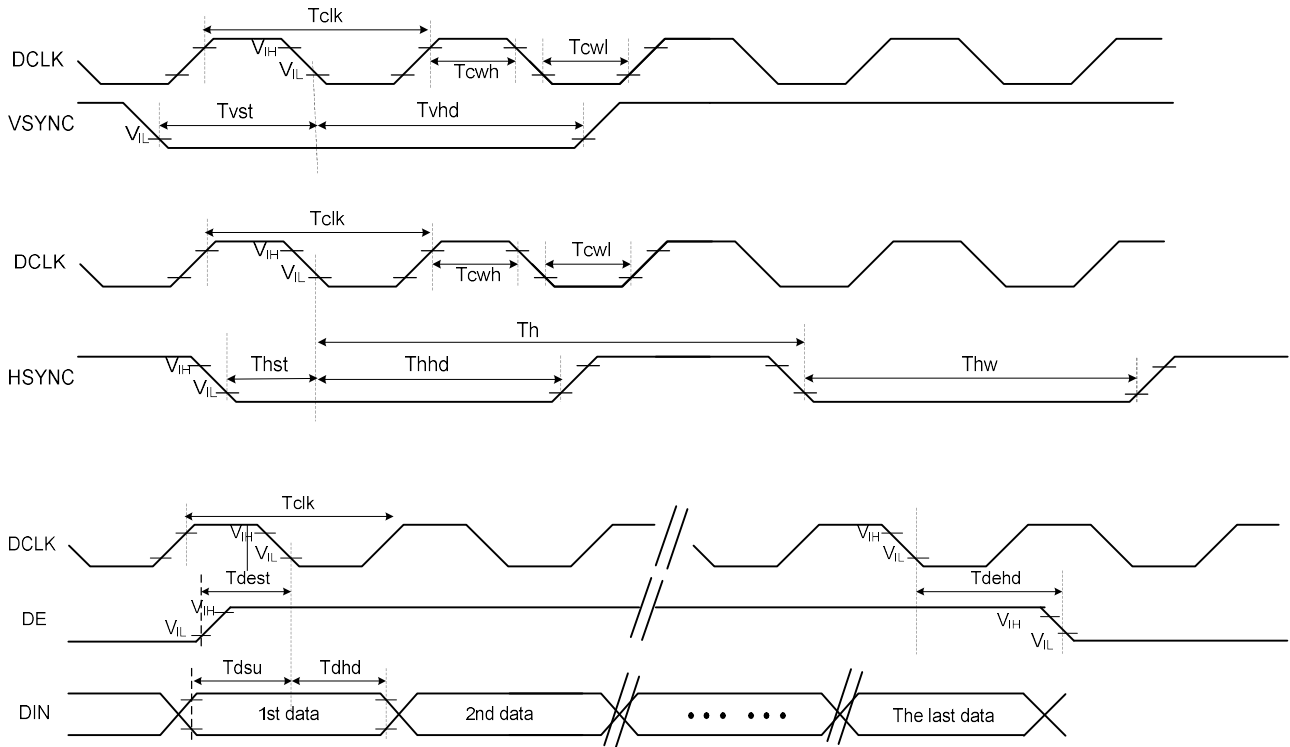 Tclk
DCLK
VIH
VIL
Tcwh
Tcwl
VSYNC
VIL
Tvst
Tvhd
Tclk
DCLK
VIH
VIL
Tcwh
Tcwl
Th
HSYNC
VIH
VIL
Thst
Thhd
Thw
Tclk
DCLK
VIH
VIL
VIH
VIL
Tdest
Tdehd
DE
VIH
VIL
VIH
VIL
Tdsu
Tdhd
DIN
1st data
2nd data
••• •••
The last data